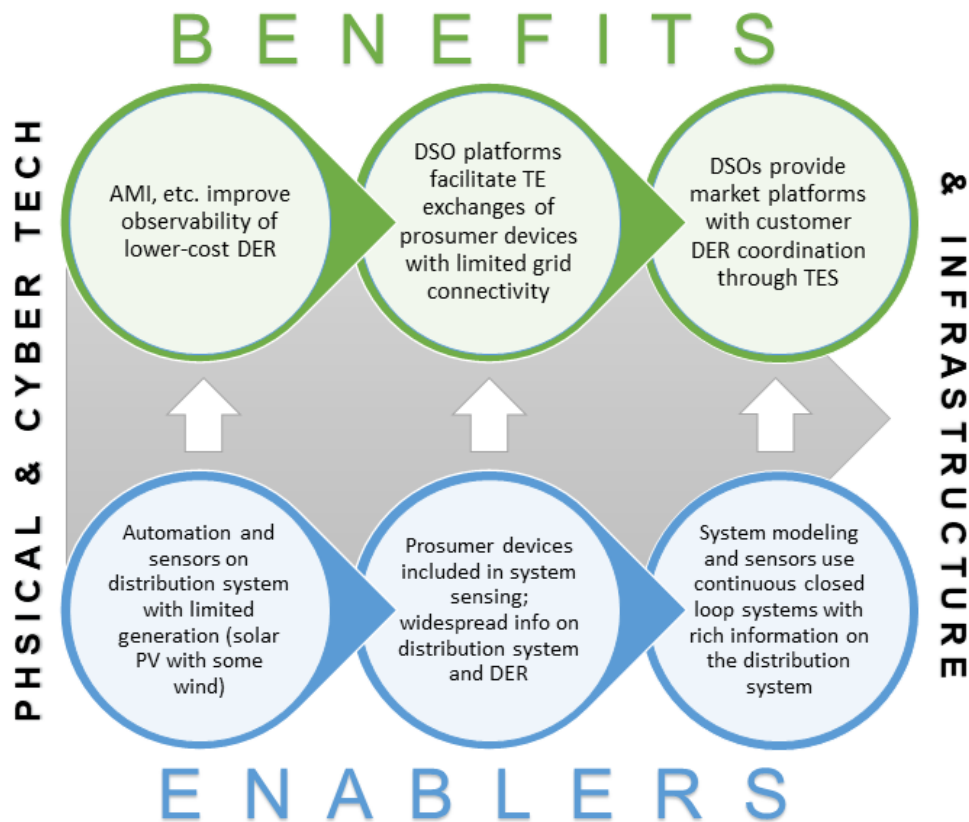 BENEFITS
PHSICAL & CYBER TECH
AMI, etc. improve
observability of
lower-cost DER
DSO platforms
facilitate TE
exchanges of
prosumer devices
with limited grid
connectivity
DSOs provide
market platforms
with customer
DER coordination
through TES
& INFRASTRUCTURE
Automation and
sensors on
distribution system
with limited
generation (solar
PV with some
wind)
Prosumer devices
included in system
sensing;
widespread info on
distribution system
and DER
System modeling
and sensors use
continuous closed
loop systems with
rich information on
the distribution
system
ENABLERS